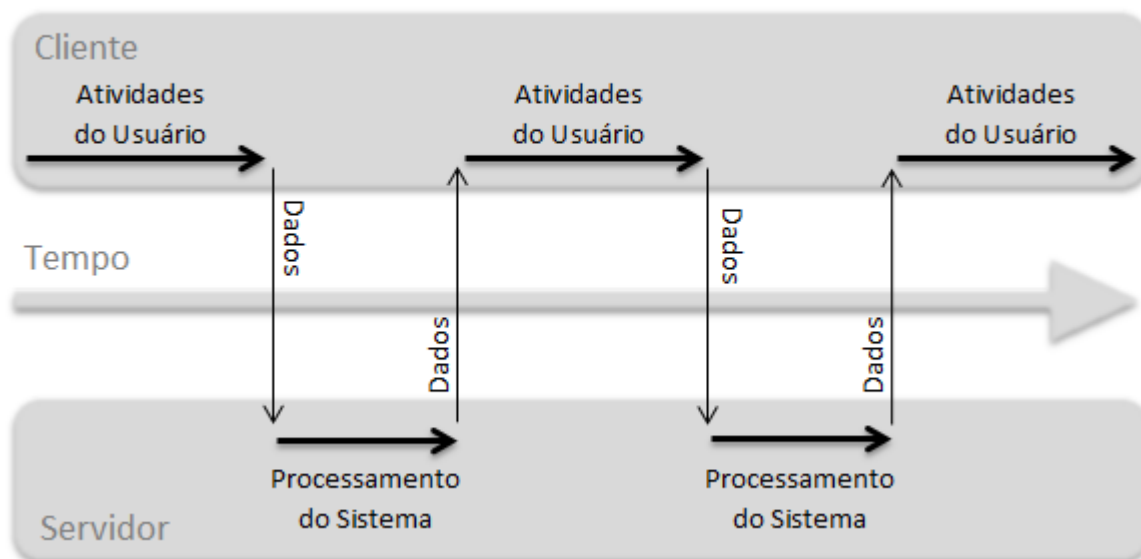 Cliente
Atividades
do Usuário
Atividades
do Usuário
Atividades
do Usuário
Dados
Dados
Tempo
Dados
Dados
Processamento
do Sistema
Processamento
do Sistema
Servidor